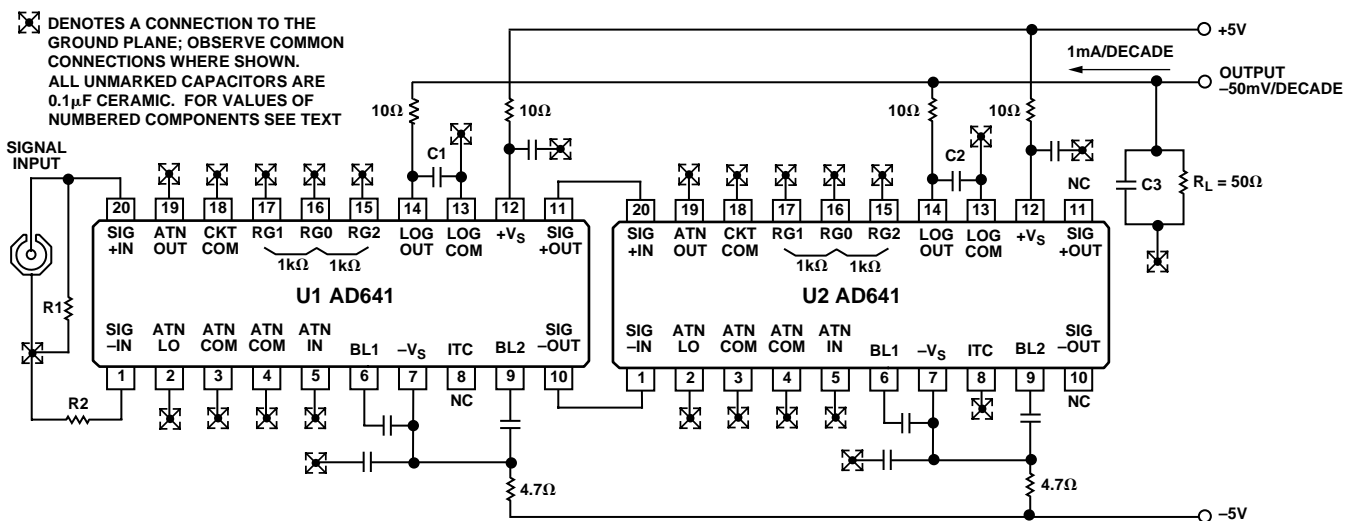 DENOTES A CONNECTION TO THE
GROUND PLANE; OBSERVE COMMON
CONNECTIONS WHERE SHOWN.
ALL UNMARKED CAPACITORS ARE
0.1μF CERAMIC. FOR VALUES OF
NUMBERED COMPONENTS SEE TEXT
+5V
1mA/DECADE
OUTPUT
–50mV/DECADE
10Ω
10Ω
10Ω
10Ω
SIGNAL
INPUT
C1
C2
NC
C3
RL = 50Ω
20 19 18 17 16 15 14 13 12 11
SIG +IN
ATN OUT
CKT COM
RG1
RG0
RG2
LOG OUT
LOG COM
+VS
SIG +OUT
1kΩ
1kΩ
R1
U1 AD641
SIG –IN
ATN LO
ATN COM
ATN COM
ATN IN
BL1
–VS
ITC
BL2
SIG –OUT
1 2 3 4 5 6 7 8 9 10
NC
R2
4.7Ω
20 19 18 17 16 15 14 13 12 11
SIG +IN
ATN OUT
CKT COM
RG1
RG0
RG2
LOG OUT
LOG COM
+VS
SIG +OUT
1kΩ
1kΩ
U2 AD641
SIG –IN
ATN LO
ATN COM
ATN COM
ATN IN
BL1
–VS
ITC
BL2
SIG –OUT
1 2 3 4 5 6 7 8 9 10
NC
4.7Ω
–5V